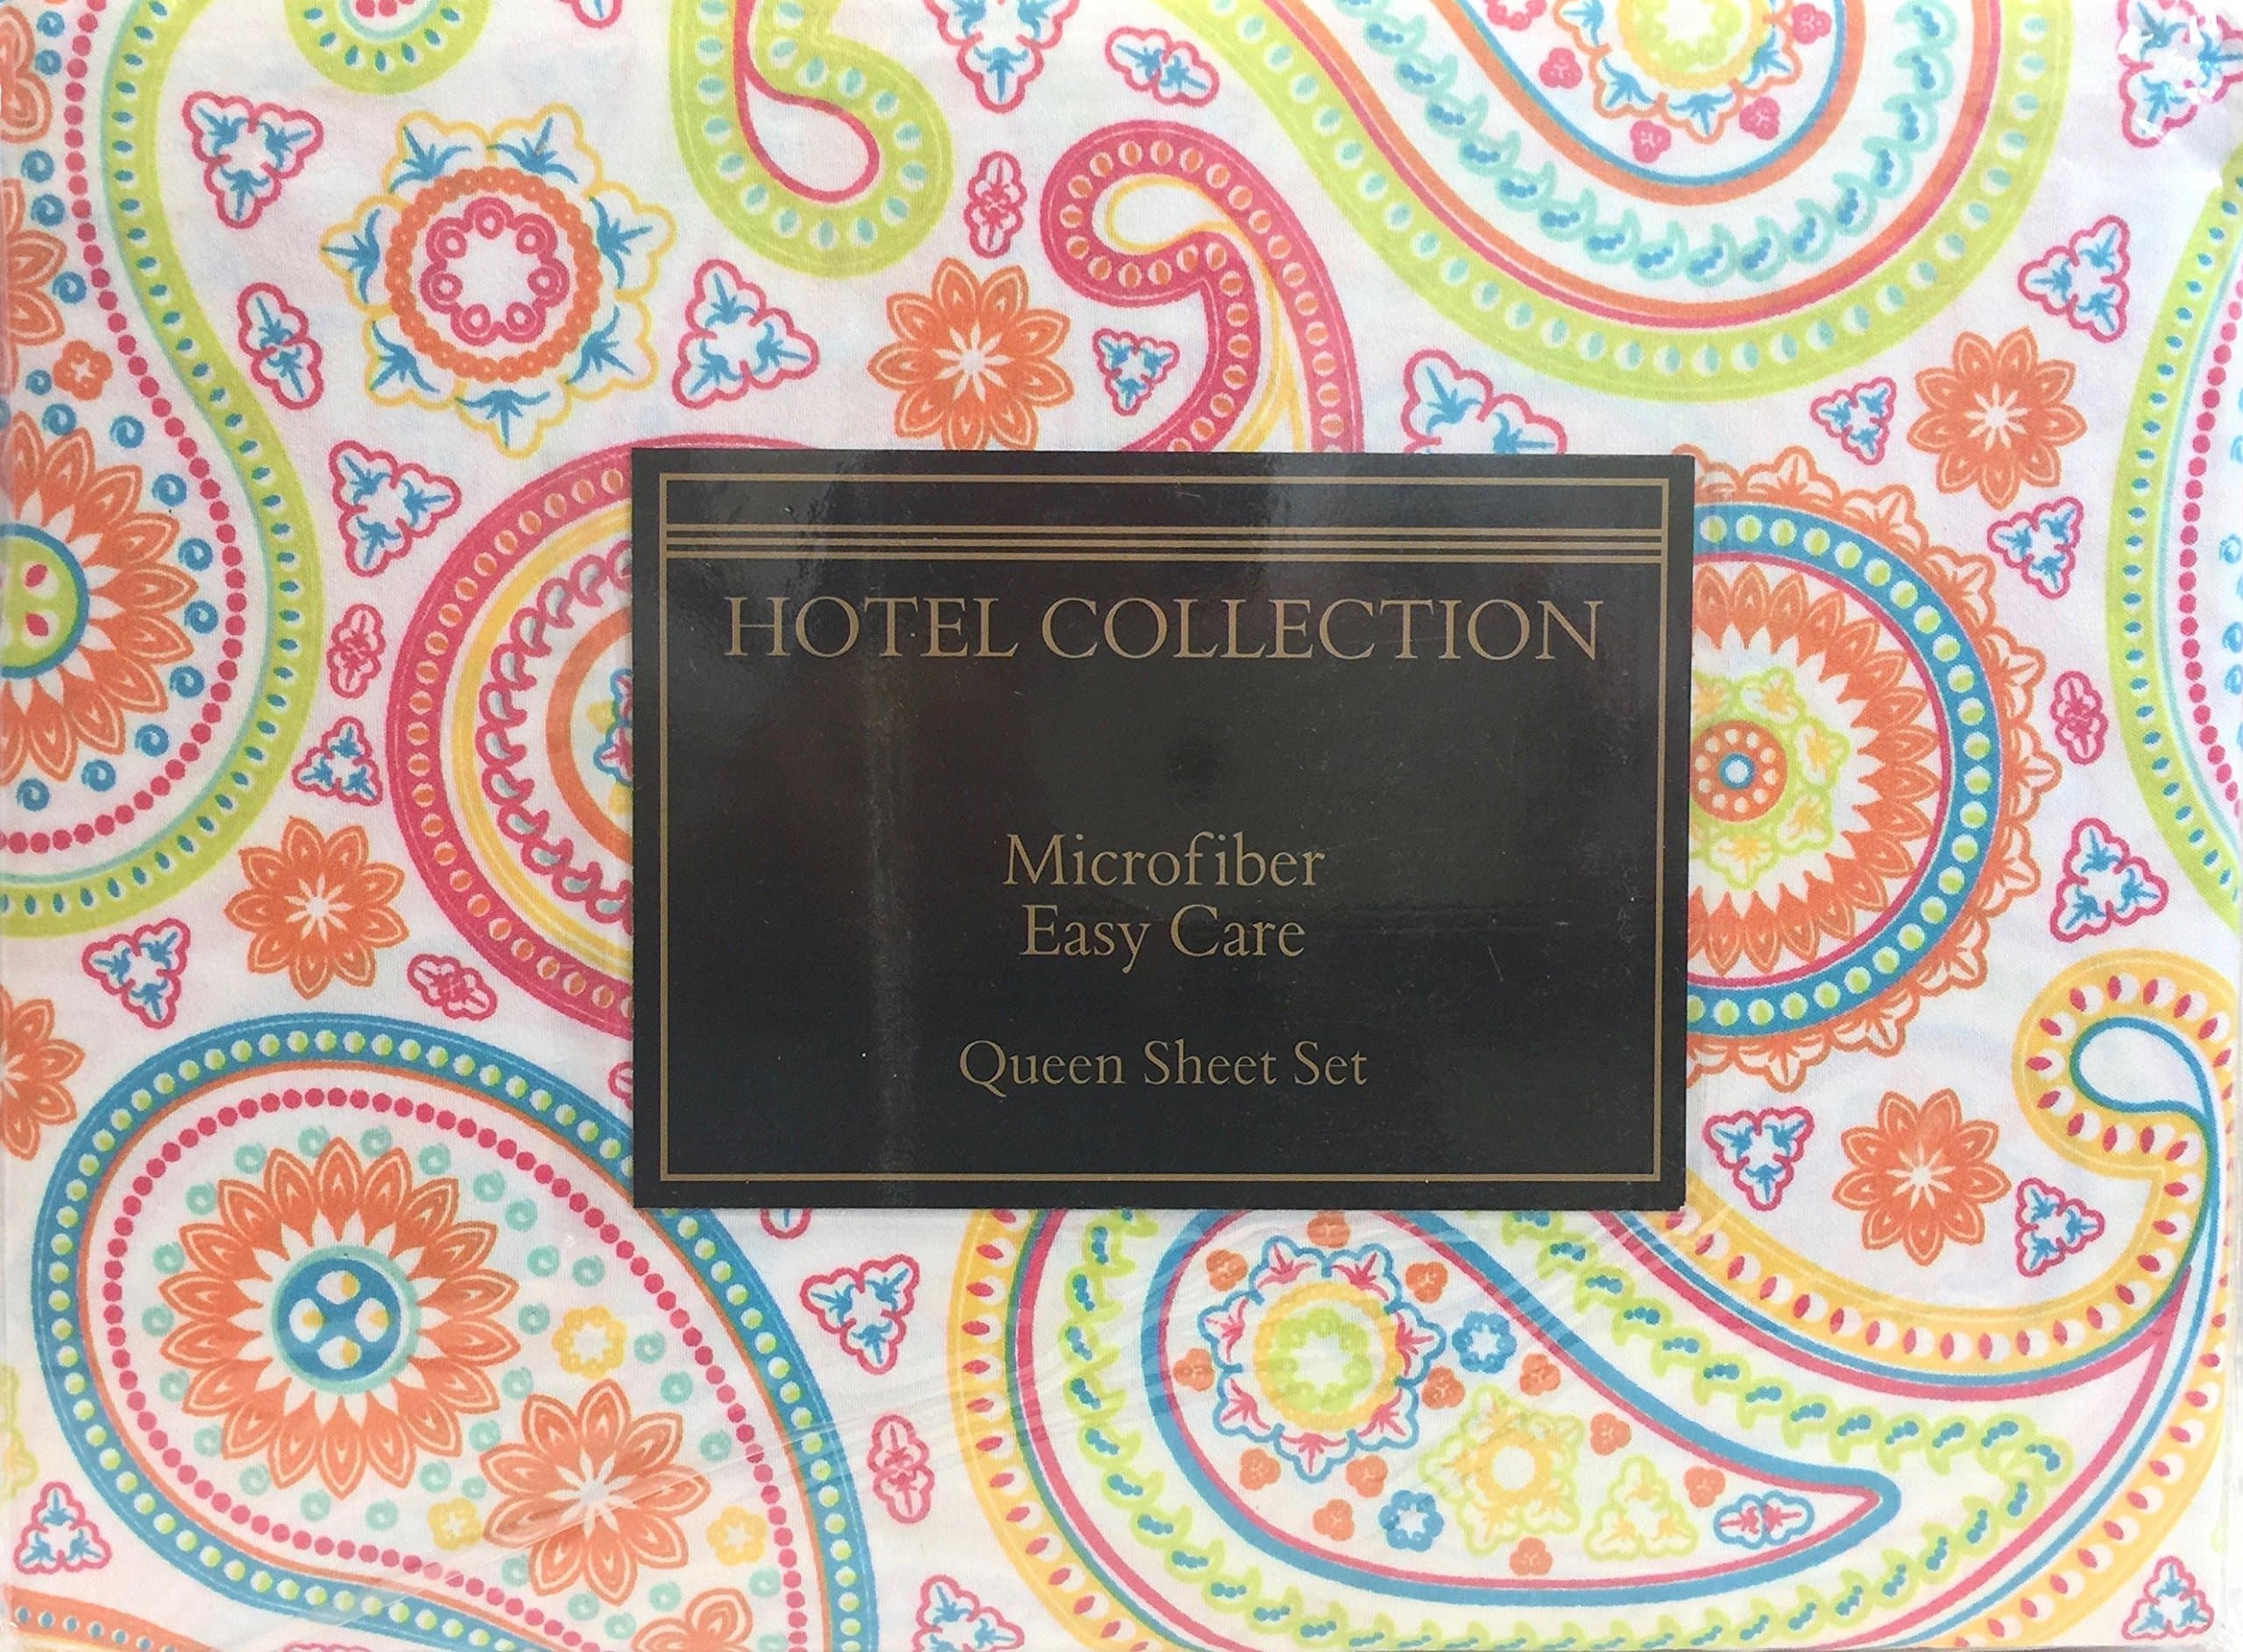 HOTEL COLLECTION
Microfiber
Easy Care
Queen Sheet Set